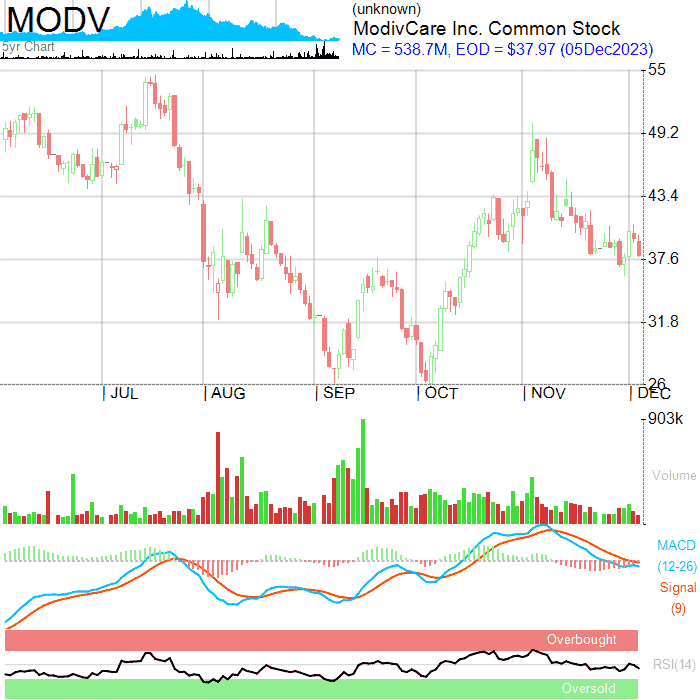 MODV
5yr Chart
(unknown)
ModivCare Inc. Common Stock
MC = 538.7M, EOD = $37.97 (05Dec2023)
55
49.2
43.4
37.6
31.8
26
| JUL | AUG | SEP | OCT | NOV | DEC
903k
Volume
MACD
(12-26)
Signal
(9)
Overbought
RSI(14)
Oversold